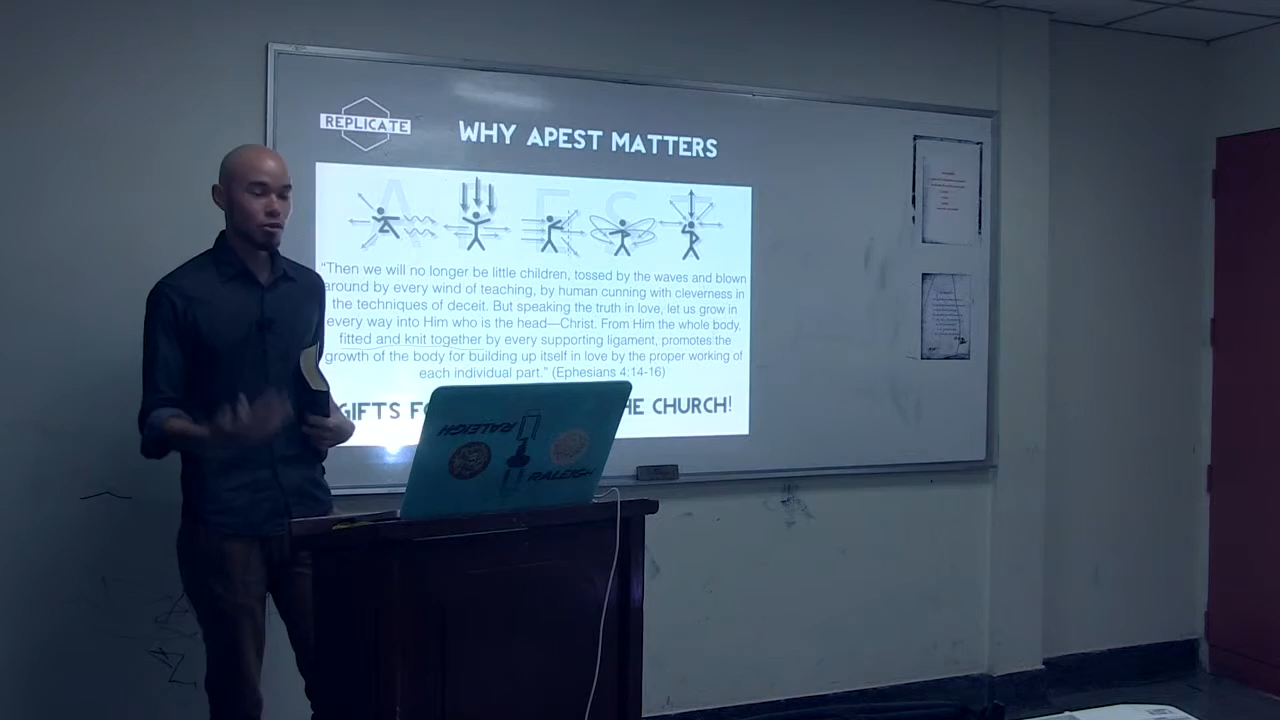 REPLICATE
WHY APEST MATTERS
A P E S T
“Then we will no longer be little children, tossed by the waves and blown
around by every wind of teaching, by human cunning with cleverness in
the techniques of deceit. But speaking the truth in love, let us grow in
every way into Him who is the head—Christ. From Him the whole body,
fitted and knit together by every supporting ligament, promotes the
growth of the body for building up itself in love by the proper working of
each individual part.” (Ephesians 4:14-16)
GIFTS THE CHURCH!
RALEIGH
RALEIGH